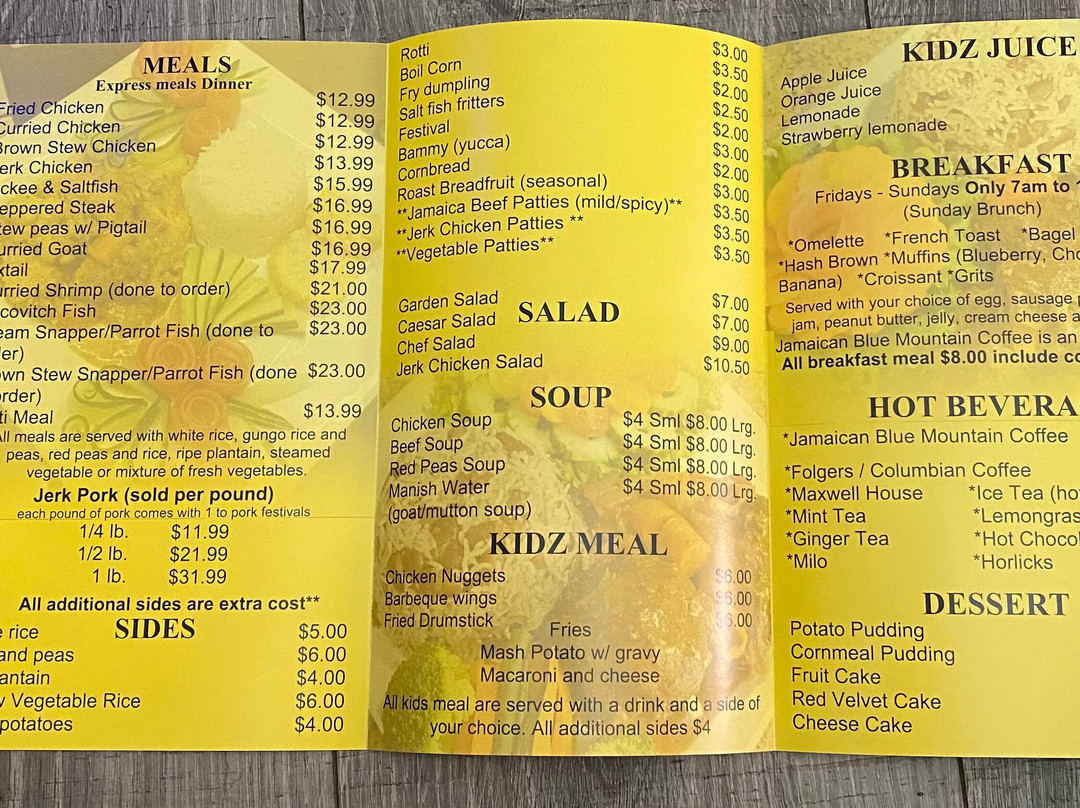 MEALS
Express meals Dinner
Fried Chicken $12.99
Curried Chicken $12.99
Brown Stew Chicken $12.99
erk Chicken $13.99
ckee & Saltfish $15.99
eppered Steak $16.99
tew peas w/ Pigtail $16.99
urried Goat $16.99
xtail $17.99
urried Shrimp (done to order) $21.00
covitch Fish $23.00
eam Snapper/Parrot Fish (done to $23.00
er)
own Stew Snapper/Parrot Fish (done $23.00
order)
ti Meal $13.99
All meals are served with white rice, gungo rice and
peas, red peas and rice, ripe plantain, steamed
vegetable or mixture of fresh vegetables.
Jerk Pork (sold per pound)
each pound of pork comes with 1 to pork festivals
1/4 lb. $11.99
1/2 lb. $21.99
1 lb. $31.99
All additional sides are extra cost**
SIDES
e rice $5.00
and peas $6.00
antain $4.00
Vegetable Rice $6.00
potatoes $4.00
Rotti $3.00
Boil Corn $3.50
Fry dumpling $2.00
Salt fish fritters $2.50
Festival $2.00
Bammy (yucca) $3.00
Cornbread $2.00
Roast Breadfruit (seasonal) $3.00
**Jamaica Beef Patties (mild/spicy)** $3.50
**Jerk Chicken Patties ** $3.50
**Vegetable Patties** $3.50
SALAD
Garden Salad $7.00
Caesar Salad $7.00
Chef Salad $9.00
Jerk Chicken Salad $10.50
SOUP
Chicken Soup $4 Sml $8.00 Lrg.
Beef Soup $4 Sml $8.00 Lrg.
Red Peas Soup $4 Sml $8.00 Lrg.
Manish Water $4 Sml $8.00 Lrg.
(goat/mutton soup)
KIDZ MEAL
Chicken Nuggets $6.00
Barbeque wings $6.00
Fried Drumstick $6.00
Fries
Mash Potato w/ gravy
Macaroni and cheese
All kids meal are served with a drink and a side of
your choice. All additional sides $4
KIDZ JUICE
Apple Juice
Orange Juice
Lemonade
Strawberry lemonade
BREAKFAST
Fridays - Sundays Only 7am to 1
(Sunday Brunch)
*Omelette *French Toast *Bagel
*Hash Brown *Muffins (Blueberry, Cho
Banana) *Croissant *Grits
Served with your choice of egg, sausage
jam, peanut butter, jelly, cream cheese a
Jamaican Blue Mountain Coffee is an
All breakfast meal $8.00 include co
HOT BEVERA
*Jamaican Blue Mountain Coffee
*Folgers / Columbian Coffee
*Maxwell House *Ice Tea (ho
*Mint Tea *Lemongras
*Ginger Tea *Hot Chocol
*Milo *Horlicks
DESSERT
Potato Pudding
Cornmeal Pudding
Fruit Cake
Red Velvet Cake
Cheese Cake